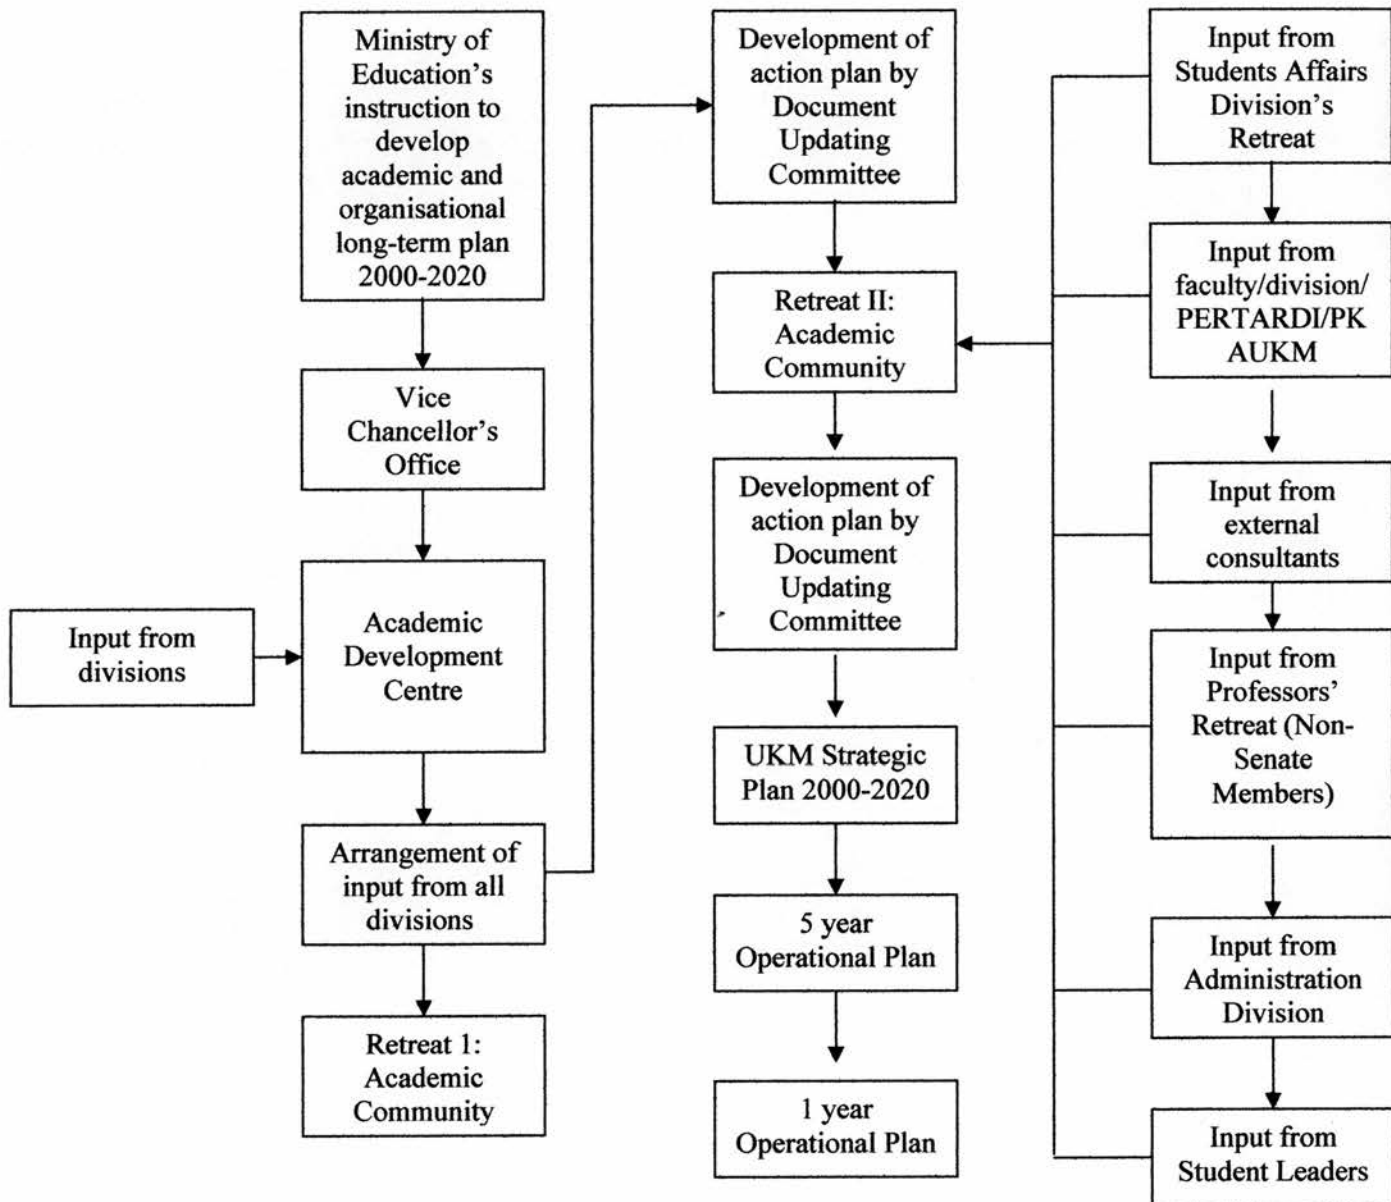 Ministry of
Education's
instruction to
develop
academic and
organisational
long-term plan
2000-2020
Vice
Chancellor's
Office
Input from
divisions
Academic
Development
Centre
Arrangement of
input from all
divisions
Retreat 1:
Academic
Community
Development of
action plan by
Document
Updating
Committee
Retreat II:
Academic
Community
Development of
action plan by
Document
Updating
Committee
UKM Strategic
Plan 2000-2020
5 year
Operational Plan
1 year
Operational Plan
Input from
Students Affairs
Division's
Retreat
Input from
faculty/division/
PERTARDI/PK
AUKM
Input from
external
consultants
Input from
Professors'
Retreat (Non-
Senate
Members)
Input from
Administration
Division
Input from
Student Leaders